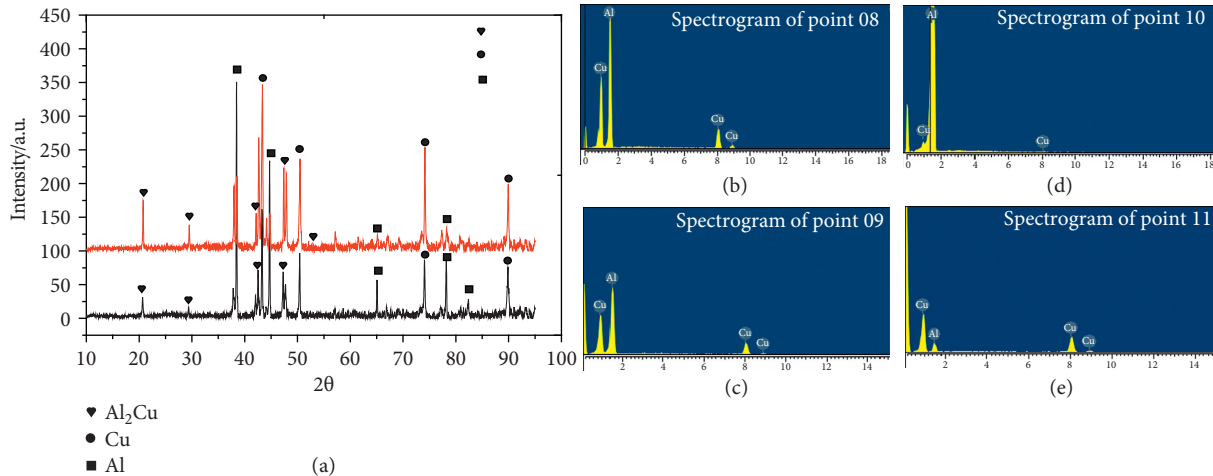 450
400
350
300
250
200
150
100
50
0
Intensity/a.u.
10 20 30 40 50 60 70 80 90 100
2θ
Al₂Cu
Cu
Al
(a)
Spectrogram of point 08
Al
Cu
Cu
Cu
0 2 4 6 8 10 12 14 16 18
(b)
Spectrogram of point 10
Al
Cu
Cu
0 2 4 6 8 10 12 14 16 18
(d)
Spectrogram of point 09
Al
Cu
Cu
Cu
2 4 6 8 10 12 14
(c)
Spectrogram of point 11
Cu
Al
Cu
Cu
2 4 6 8 10 12 14
(e)